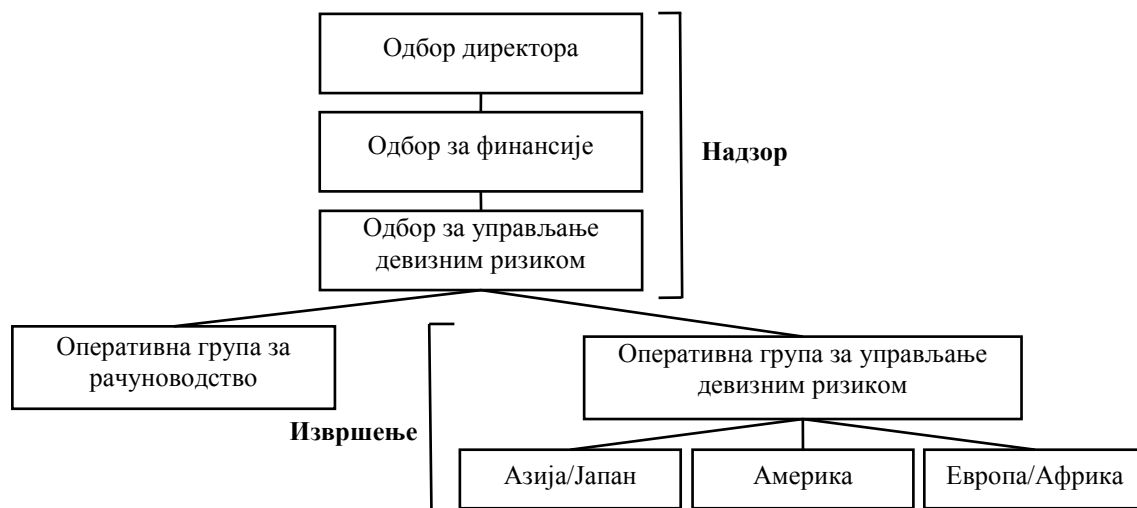 Одбор директора
Одбор за финансије
Надзор
Одбор за управљање
девизним ризиком
Оперативна група за
рачуноводство
Оперативна група за управљање
девизним ризиком
Извршење
Азија/Јапан
Америка
Европа/Африка